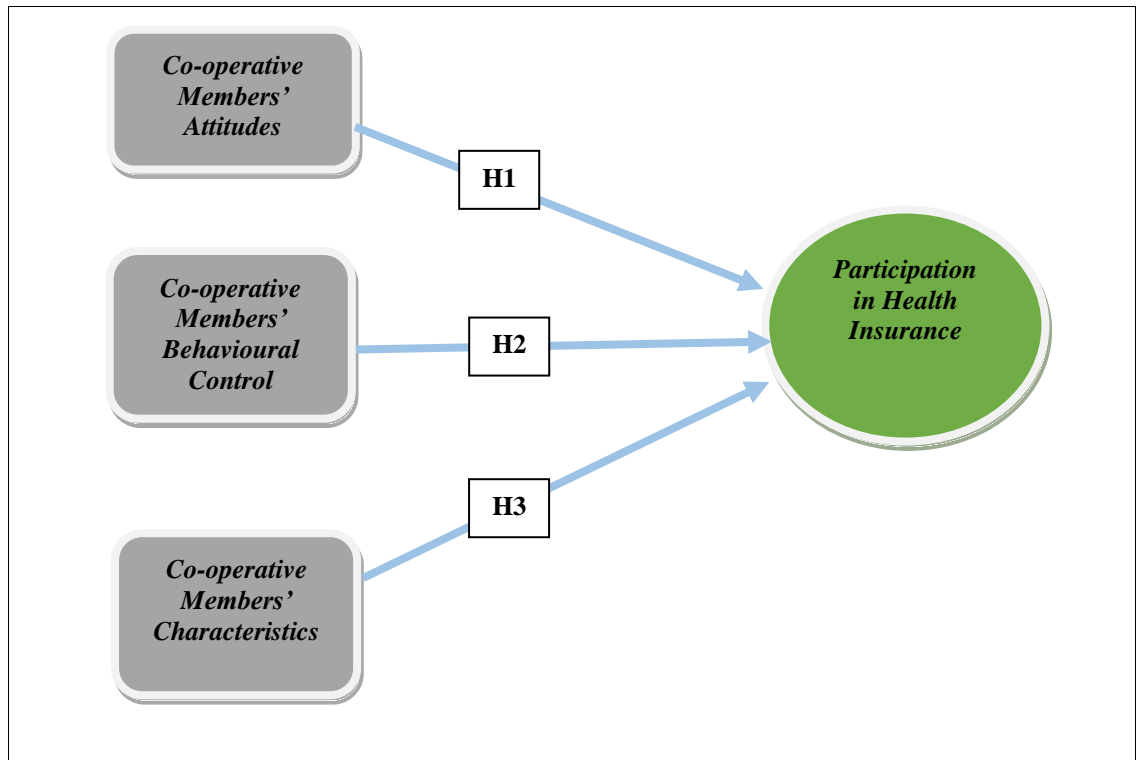 Co-operative
Members’
Attitudes
H1
Co-operative
Members’
Behavioural
Control
H2
Participation
in Health
Insurance
H3
Co-operative
Members’
Characteristics